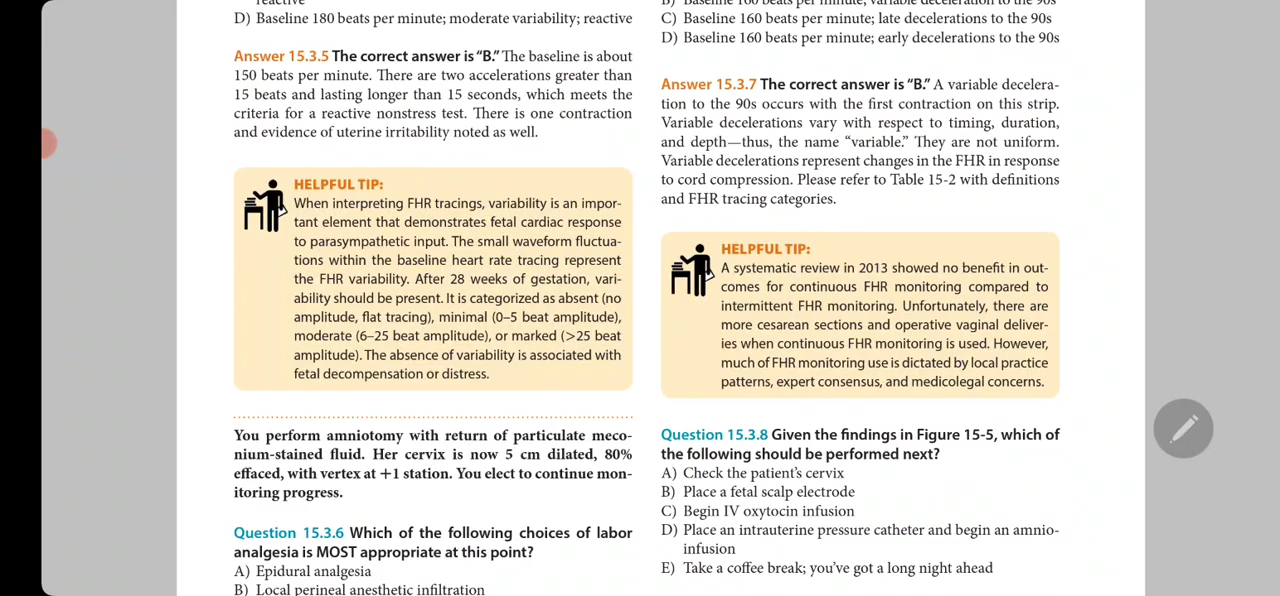 reactive
D) Baseline 180 beats per minute; moderate variability; reactive
Answer 15.3.5 The correct answer is “B.” The baseline is about
150 beats per minute. There are two accelerations greater than
15 beats and lasting longer than 15 seconds, which meets the
criteria for a reactive nonstress test. There is one contraction
and evidence of uterine irritability noted as well.
HELPFUL TIP:
When interpreting FHR tracings, variability is an impor-
tant element that demonstrates fetal cardiac response
to parasympathetic input. The small waveform fluctua-
tions within the baseline heart rate tracing represent
the FHR variability. After 28 weeks of gestation, vari-
ability should be present. It is categorized as absent (no
amplitude, flat tracing), minimal (0–5 beat amplitude),
moderate (6–25 beat amplitude), or marked (>25 beat
amplitude). The absence of variability is associated with
fetal decompensation or distress.
You perform amniotomy with return of particulate meco-
nium-stained fluid. Her cervix is now 5 cm dilated, 80%
effaced, with vertex at +1 station. You elect to continue mon-
itoring progress.
Question 15.3.6 Which of the following choices of labor
analgesia is MOST appropriate at this point?
A) Epidural analgesia
B) Local perineal anesthetic infiltration
B) Baseline 160 beats per minute; variable deceleration to the 90s
C) Baseline 160 beats per minute; late decelerations to the 90s
D) Baseline 160 beats per minute; early decelerations to the 90s
Answer 15.3.7 The correct answer is “B.” A variable decelera-
tion to the 90s occurs with the first contraction on this strip.
Variable decelerations vary with respect to timing, duration,
and depth—thus, the name “variable.” They are not uniform.
Variable decelerations represent changes in the FHR in response
to cord compression. Please refer to Table 15-2 with definitions
and FHR tracing categories.
HELPFUL TIP:
A systematic review in 2013 showed no benefit in out-
comes for continuous FHR monitoring compared to
intermittent FHR monitoring. Unfortunately, there are
more cesarean sections and operative vaginal deliver-
ies when continuous FHR monitoring is used. However,
much of FHR monitoring use is dictated by local practice
patterns, expert consensus, and medicolegal concerns.
Question 15.3.8 Given the findings in Figure 15-5, which of
the following should be performed next?
A) Check the patient’s cervix
B) Place a fetal scalp electrode
C) Begin IV oxytocin infusion
D) Place an intrauterine pressure catheter and begin an amnio-
infusion
E) Take a coffee break; you’ve got a long night ahead